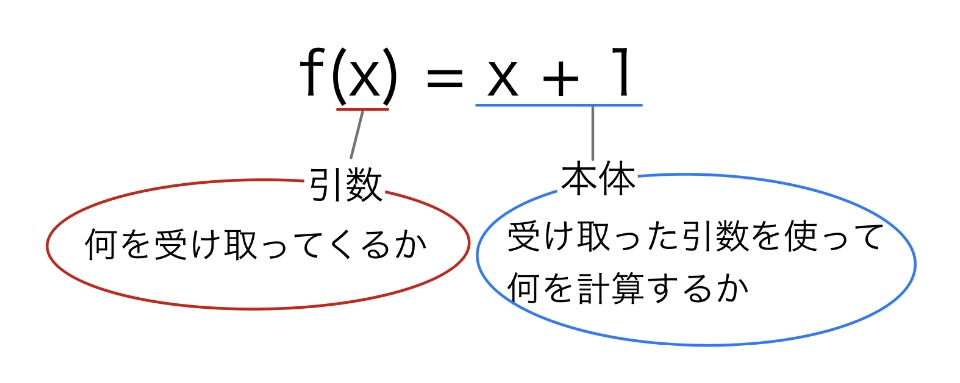 f(x) = x + 1
引数
何を受け取ってくるか
本体
受け取った引数を使って
何を計算するか